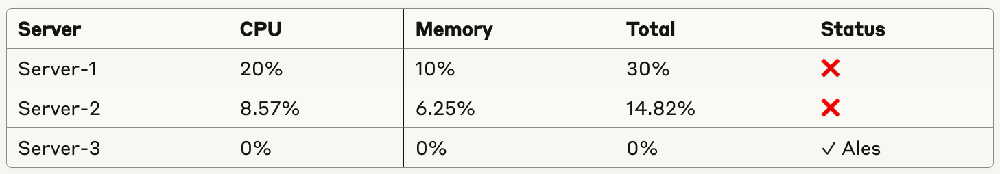 Server CPU Memory Total Status
Server-1 20% 10% 30% ❌
Server-2 8.57% 6.25% 14.82% ❌
Server-3 0% 0% 0% ✓ Ales